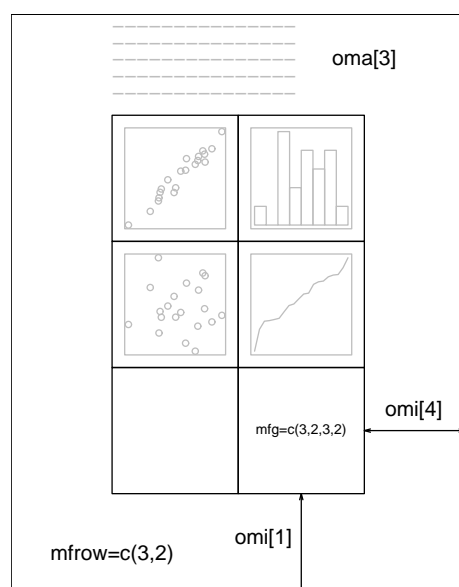 oma[3]
mfg=c(3,2,3,2)
omi[4]
omi[1]
mfrow=c(3,2)